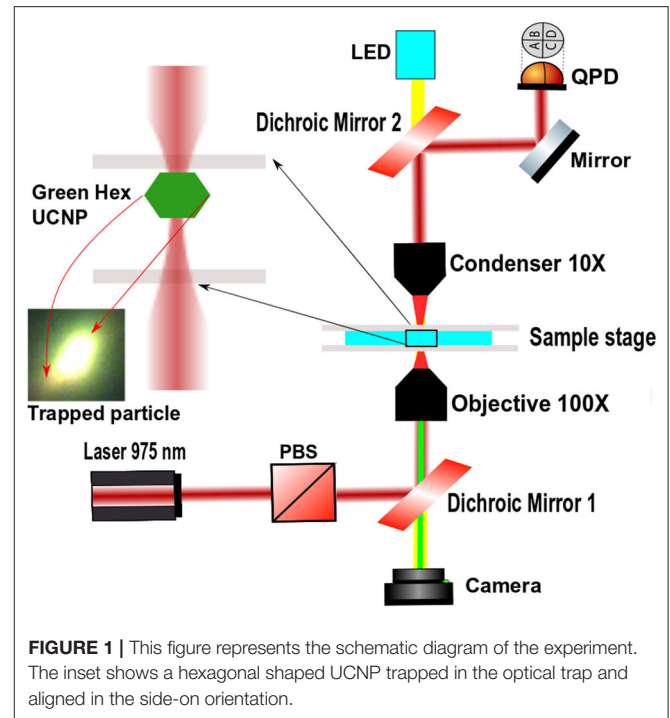 LED
A B
C D
QPD
Dichroic Mirror 2
Mirror
Green Hex
UCNP
Condenser 10X
Sample stage
Trapped particle
Objective 100X
Laser 975 nm
PBS
Dichroic Mirror 1
Camera
FIGURE 1 | This figure represents the schematic diagram of the experiment.
The inset shows a hexagonal shaped UCNP trapped in the optical trap and
aligned in the side-on orientation.